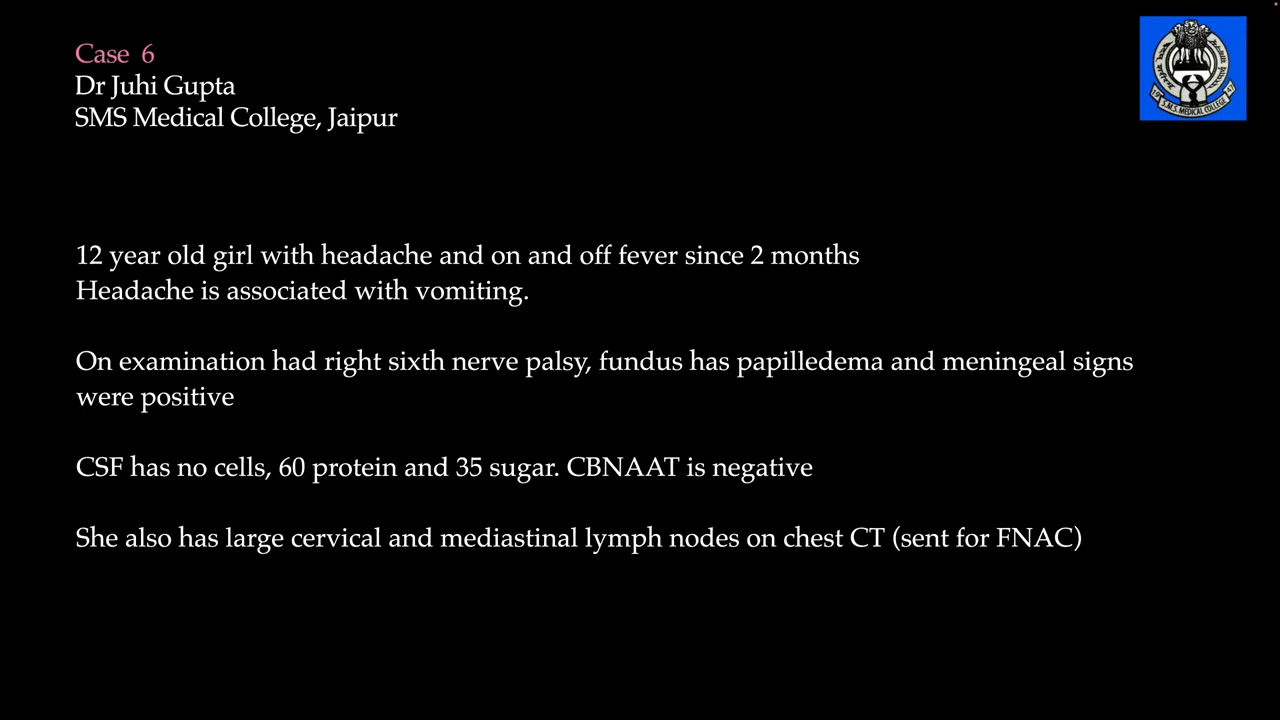 Case 6
Dr Juhi Gupta
SMS Medical College, Jaipur
S.M.S. MEDICAL COLLEGE
12 year old girl with headache and on and off fever since 2 months
Headache is associated with vomiting.
On examination had right sixth nerve palsy, fundus has papilledema and meningeal signs
were positive
CSF has no cells, 60 protein and 35 sugar. CBNAAT is negative
She also has large cervical and mediastinal lymph nodes on chest CT (sent for FNAC)